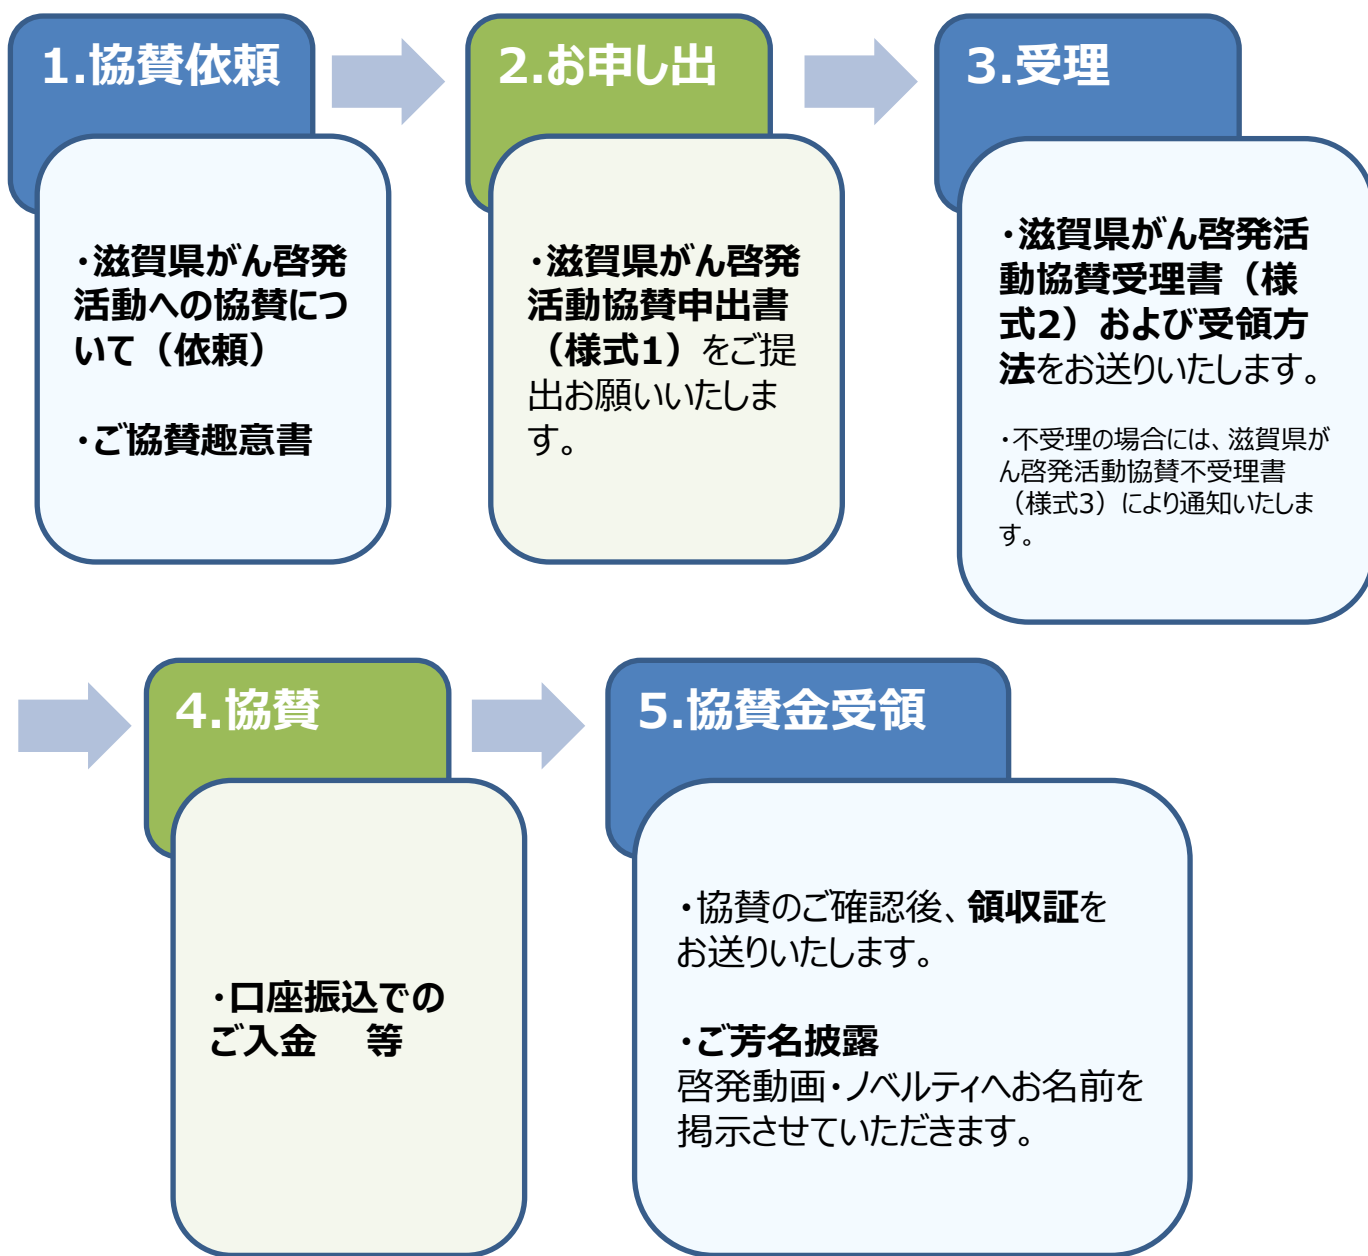 1.協賛依頼
・滋賀県がん啓発
活動への協賛につ
いて（依頼）
・ご協賛趣意書
2.お申し出
・滋賀県がん啓発
活動協賛申出書
（様式1）をご提
出お願いいたしま
す。
3.受理
・滋賀県がん啓発活
動協賛受理書（様
式2）および受領方
法をお送りいたします。
・不受理の場合には、滋賀県が
ん啓発活動協賛不受理書
（様式3）により通知いたしま
す。
4.協賛
・口座振込での
ご入金　等
5.協賛金受領
・協賛のご確認後、領収証を
お送りいたします。
・ご芳名披露
啓発動画・ノベルティへお名前を
掲示させていただきます。